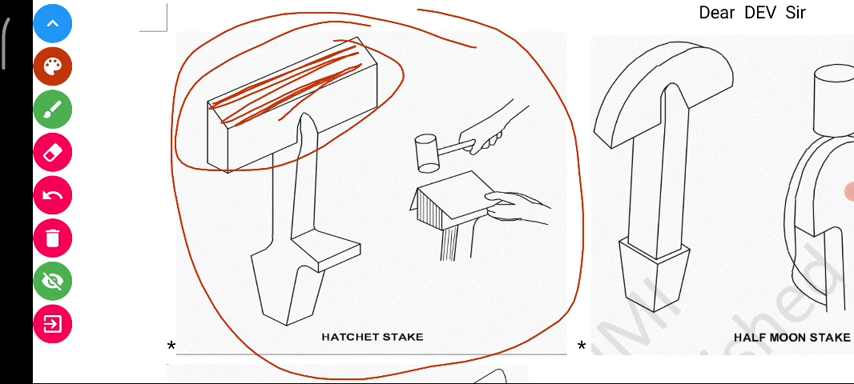 Dear DEV Sir
* HATCHET STAKE
* HALF MOON STAKE